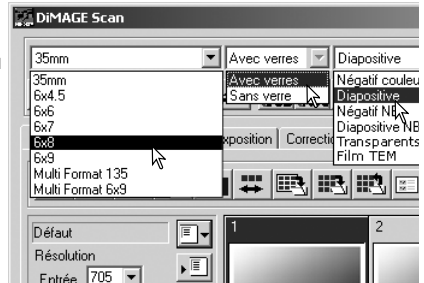 DiMAGE Scan
35mm Avec verres Diapositive
35mm Avec verres Négatif couleu
6x4.5 Sans verre Diapositive
6x6 Négatif NB
6x7 Diapositive NB
6x8 xposition Correcti Transparents
6x9 Film TEM
Multi Format 135
Multi Format 6x9
Défaut 1 2
Résolution
Entrée 705